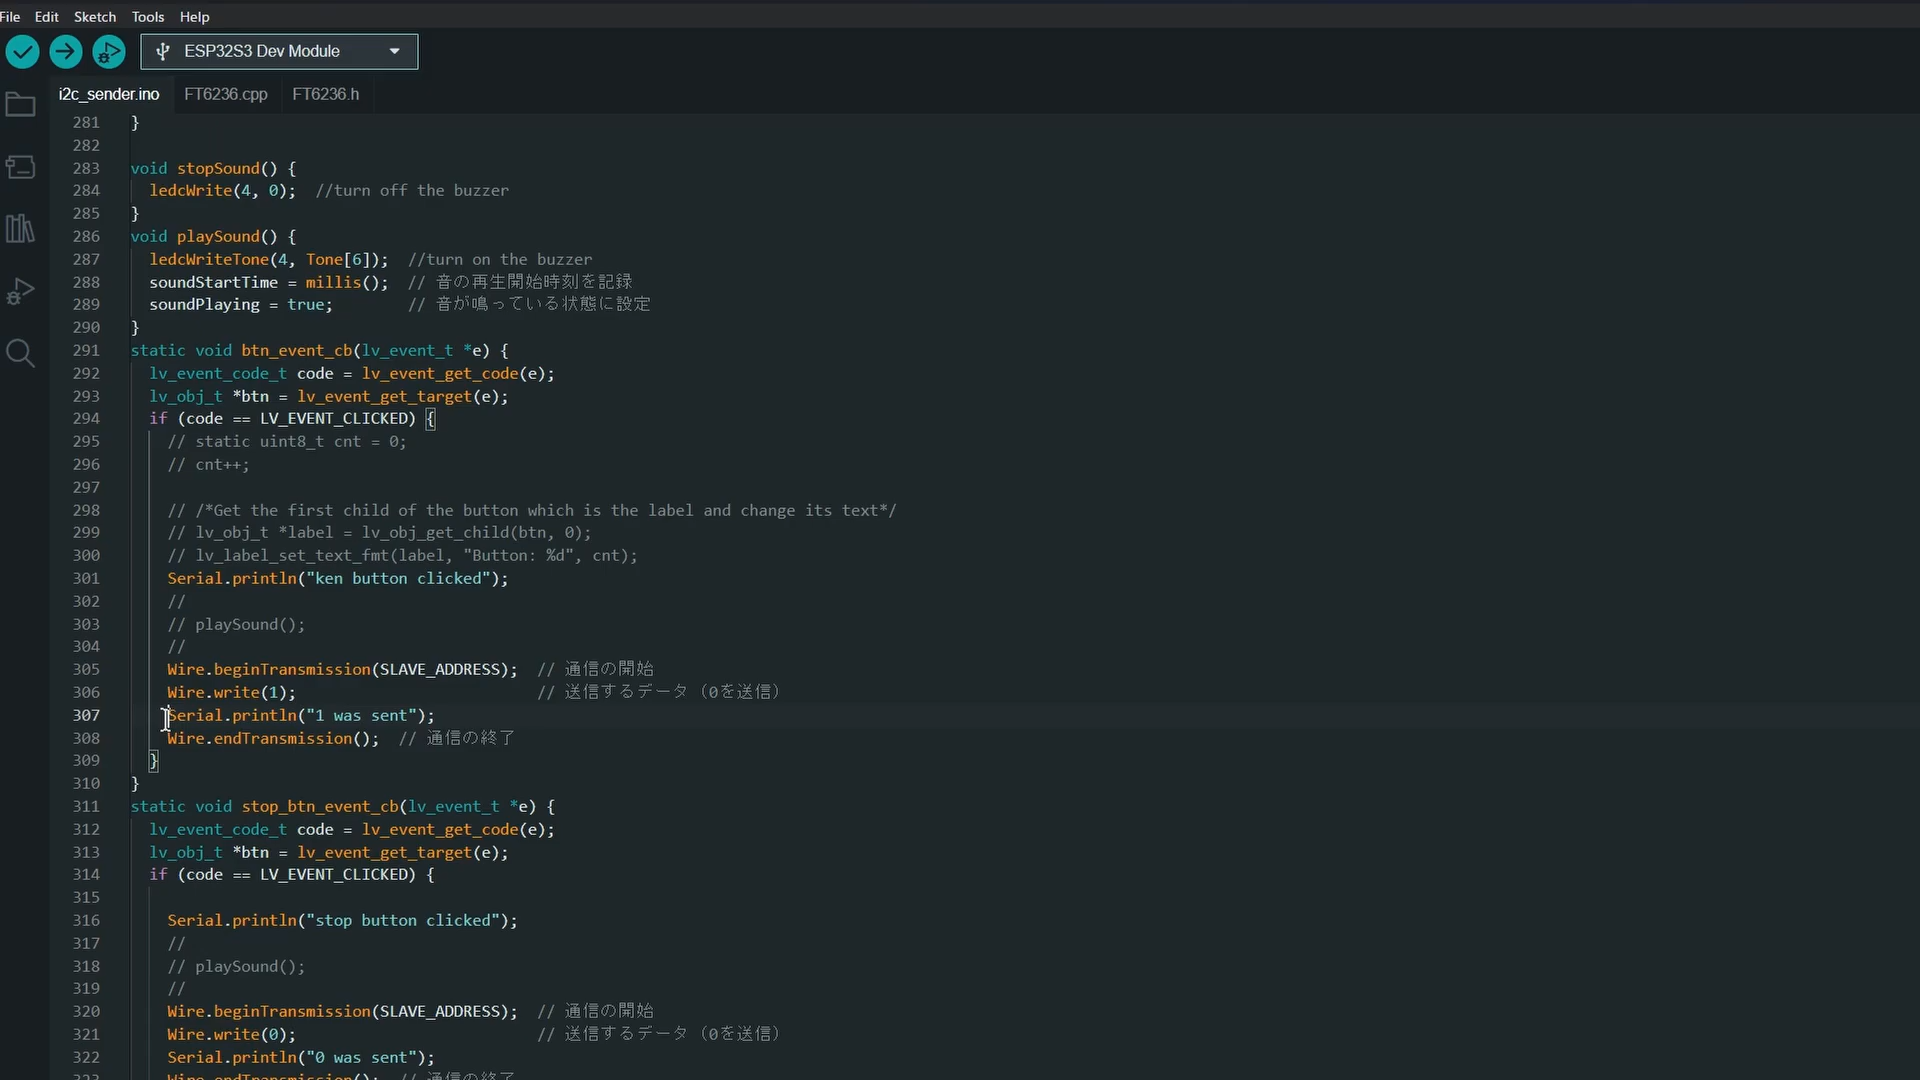 File Edit Sketch Tools Help
ESP32S3 Dev Module
i2c_sender.ino FT6236.cpp FT6236.h
281 }
282
283 void stopSound() {
284 ledcWrite(4, 0); //turn off the buzzer
285 }
286 void playSound() {
287 ledcWriteTone(4, Tone[6]); //turn on the buzzer
288 soundStartTime = millis(); // 音の再生開始時刻を記録
289 soundPlaying = true; // 音が鳴っている状態に設定
290 }
291 static void btn_event_cb(lv_event_t *e) {
292 lv_event_code_t code = lv_event_get_code(e);
293 lv_obj_t *btn = lv_event_get_target(e);
294 if (code == LV_EVENT_CLICKED) {
295 // static uint8_t cnt = 0;
296 // cnt++;
297
298 // /*Get the first child of the button which is the label and change its text*/
299 // lv_obj_t *label = lv_obj_get_child(btn, 0);
300 // lv_label_set_text_fmt(label, "Button: %d", cnt);
301 Serial.println("ken button clicked");
302 //
303 // playSound();
304 //
305 Wire.beginTransmission(SLAVE_ADDRESS); // 通信の開始
306 Wire.write(1); // 送信するデータ（0を送信）
307 Serial.println("1 was sent");
308 Wire.endTransmission(); // 通信の終了
309 }
310 }
311 static void stop_btn_event_cb(lv_event_t *e) {
312 lv_event_code_t code = lv_event_get_code(e);
313 lv_obj_t *btn = lv_event_get_target(e);
314 if (code == LV_EVENT_CLICKED) {
315
316 Serial.println("stop button clicked");
317 //
318 // playSound();
319 //
320 Wire.beginTransmission(SLAVE_ADDRESS); // 通信の開始
321 Wire.write(0); // 送信するデータ（0を送信）
322 Serial.println("0 was sent");
323 Wire.endTransmission(); // 通信の終了